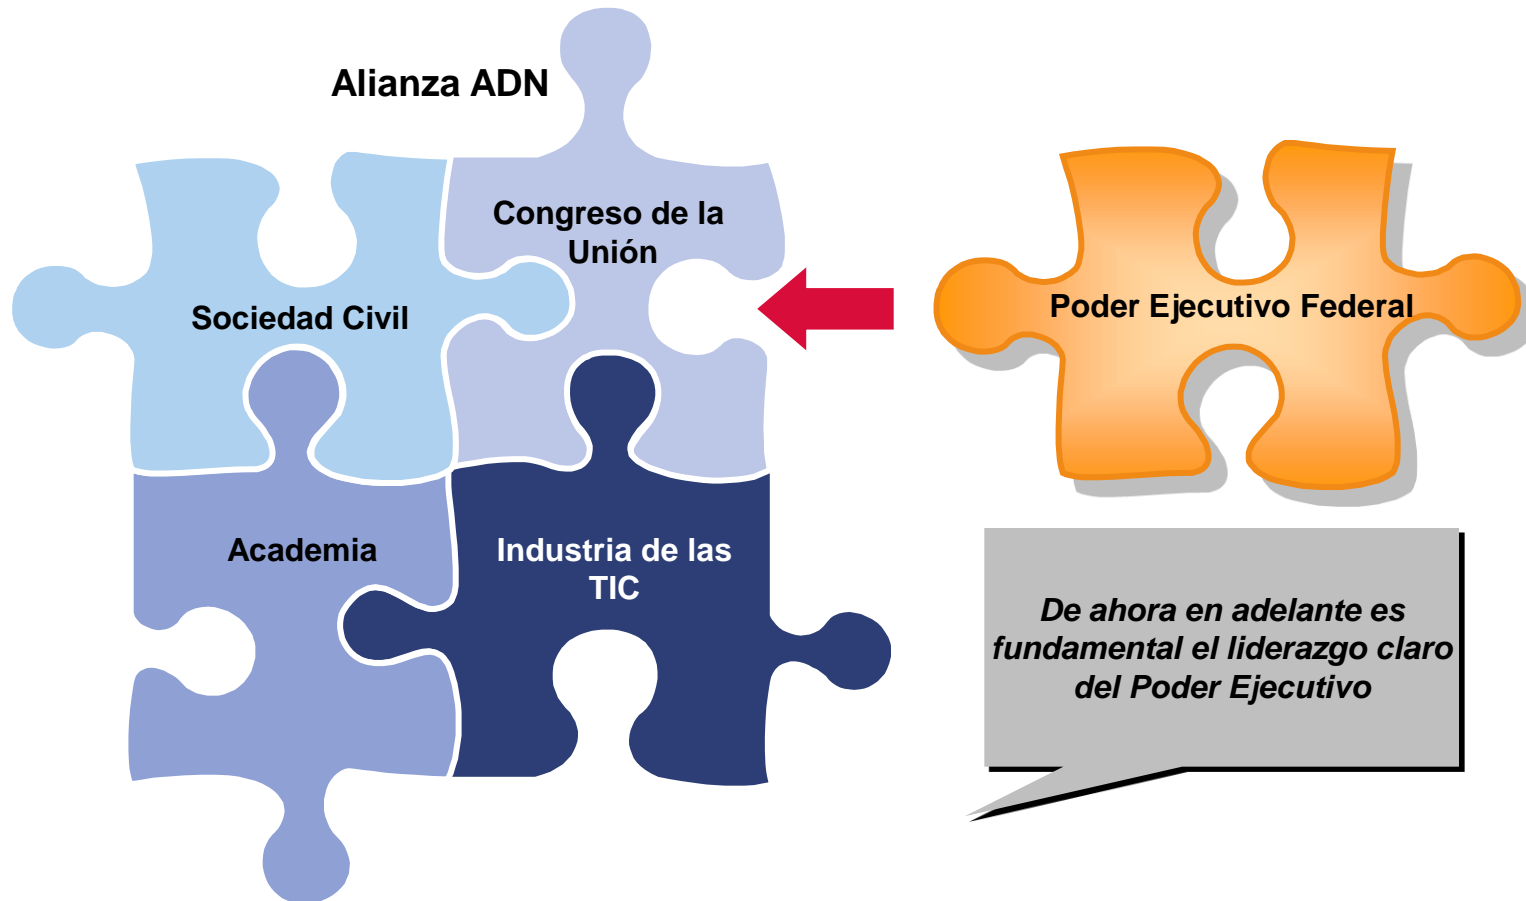 Alianza ADN
Congreso de la
Unión
Sociedad Civil
Poder Ejecutivo Federal
Academia
Industria de las
TIC
De ahora en adelante es
fundamental el liderazgo claro
del Poder Ejecutivo